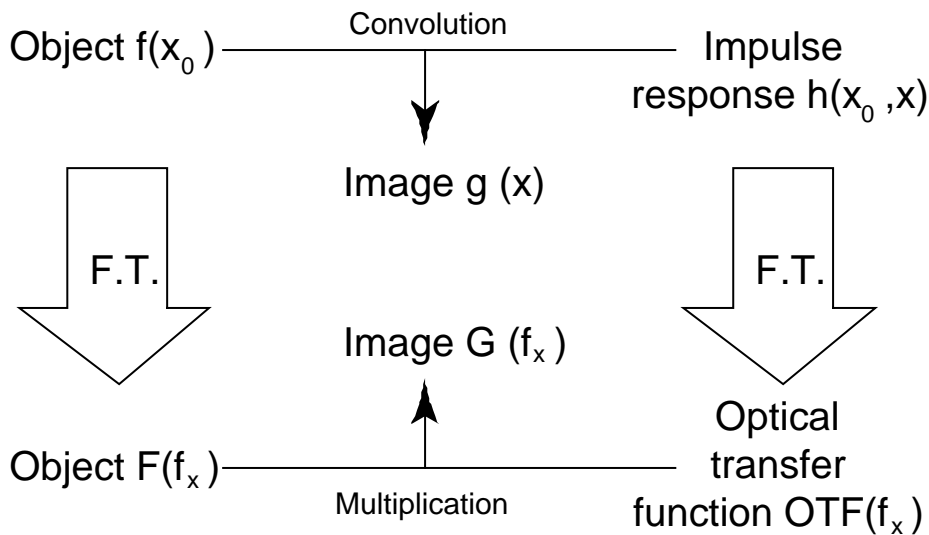 Convolution
Object f(x₀ )
Impulse
response h(x₀ ,x)
Image g (x)
F.T.
F.T.
Image G (fₓ)
Object F(fₓ)
Multiplication
Optical
transfer
function OTF(fₓ)